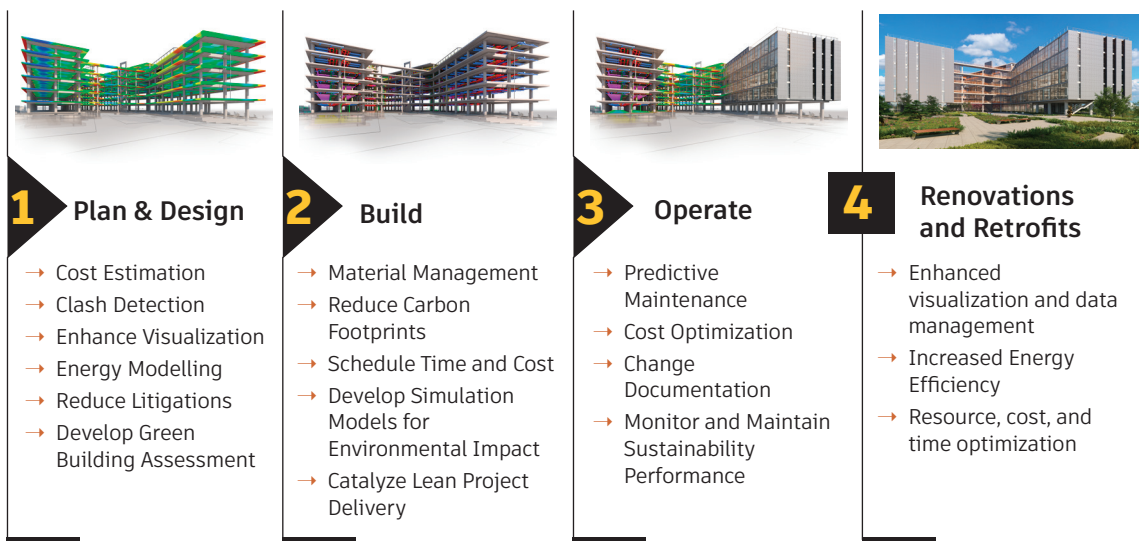 1
Plan & Design
→ Cost Estimation
→ Clash Detection
→ Enhance Visualization
→ Energy Modelling
→ Reduce Litigations
→ Develop Green
Building Assessment
2
Build
→ Material Management
→ Reduce Carbon
Footprints
→ Schedule Time and Cost
→ Develop Simulation
Models for
Environmental Impact
→ Catalyze Lean Project
Delivery
3
Operate
→ Predictive
Maintenance
→ Cost Optimization
→ Change
Documentation
→ Monitor and Maintain
Sustainability
Performance
4
Renovations
and Retrofits
→ Enhanced
visualization and data
management
→ Increased Energy
Efficiency
→ Resource, cost, and
time optimization